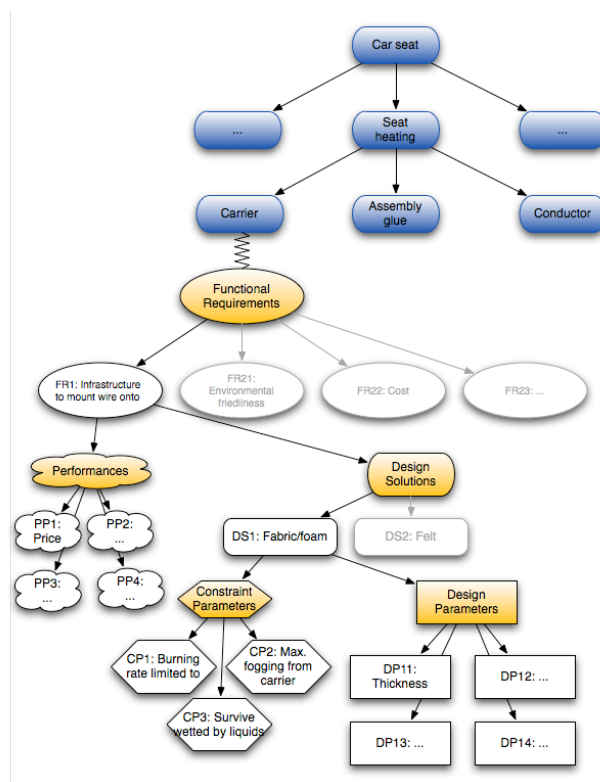 Car seat
...
Seat
heating
...
Carrier
Assembly
glue
Conductor
Functional
Requirements
FR1: Infrastructure
to mount wire onto
FR21:
Environmental
friedliness
FR22: Cost
FR23: ...
Performances
Design
Solutions
PP1:
Price
PP2:
...
DS1: Fabric/foam
DS2: Felt
PP3:
...
PP4:
...
Constraint
Parameters
Design
Parameters
CP1: Burning
rate limited to
CP2: Max.
fogging from
carrier
DP11:
Thickness
DP12: ...
CP3: Survive
wetted by liquids
DP13: ...
DP14: ...